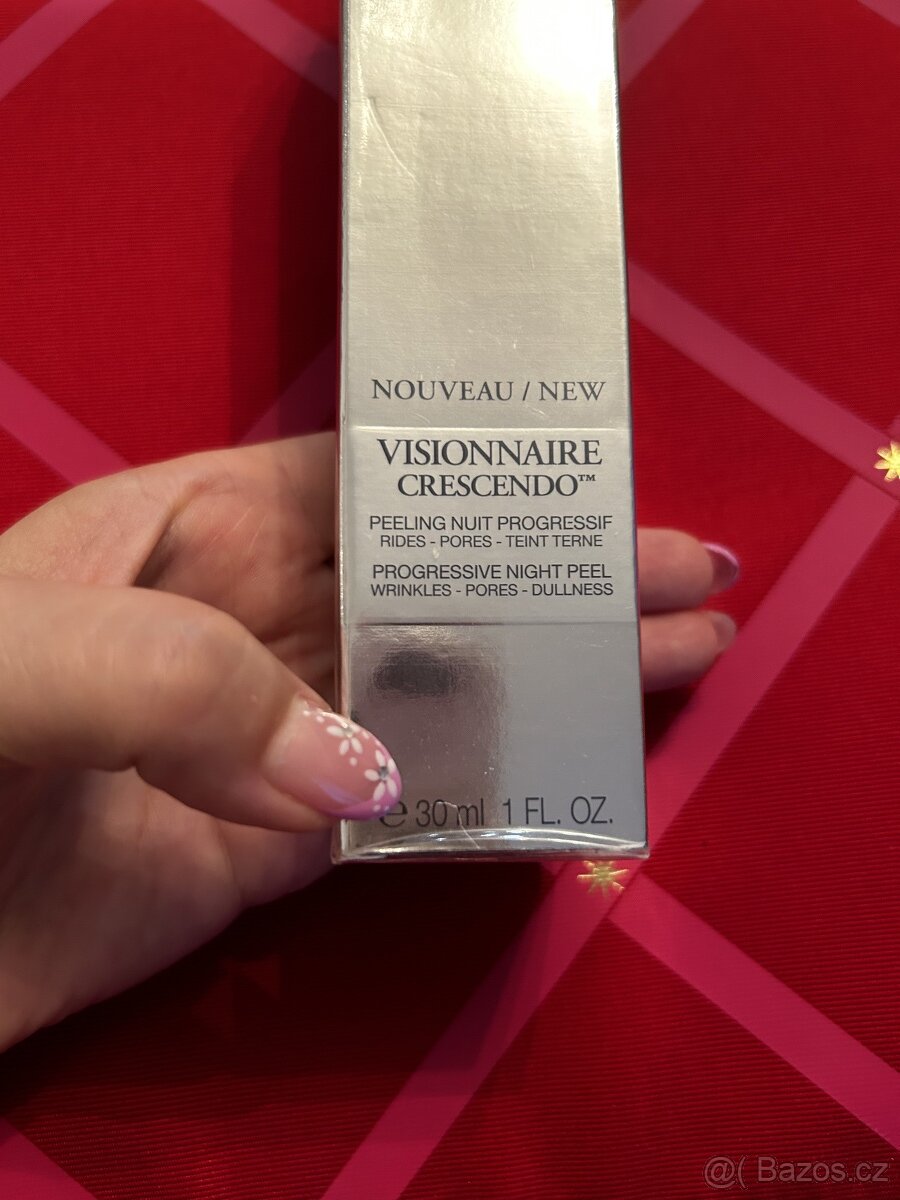 NOUVEAU / NEW
VISIONNAIRE
CRESCENDO™
PEELING NUIT PROGRESSIF
RIDES - PORES - TEINT TERNE
PROGRESSIVE NIGHT PEEL
WRINKLES - PORES - DULLNESS
℮ 30 ml 1 FL. OZ.
@( Bazos.cz